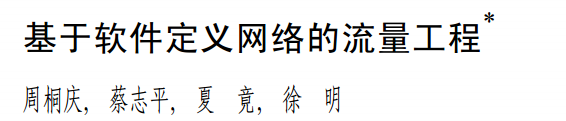 基于软件定义网络的流量工程*
周桐庆， 蔡志平， 夏　竟， 徐　明